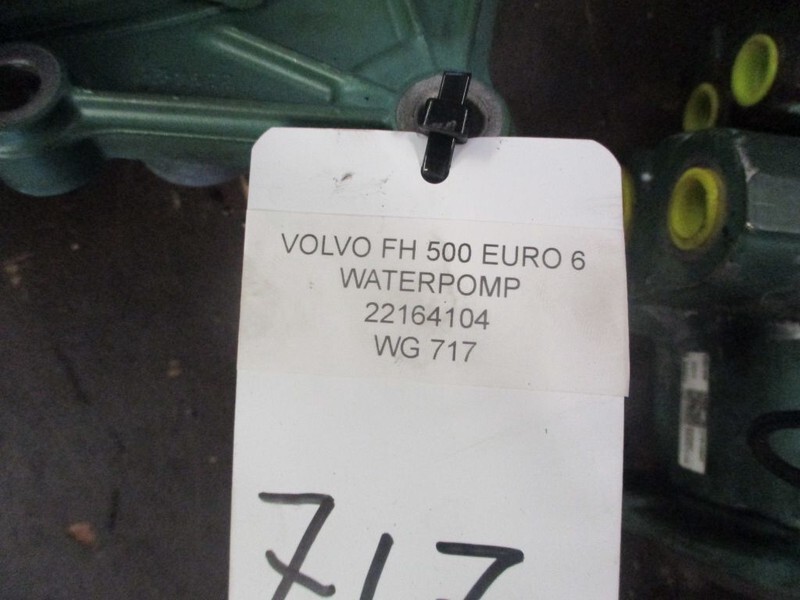 VOLVO FH 500 EURO 6
WATERPOMP
22164104
WG 717
717